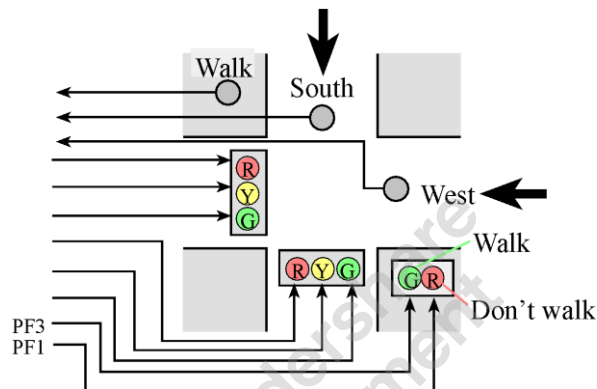 Walk
South
R
Y
G
West
Walk
R Y G
G R
Don't walk
PF3
PF1